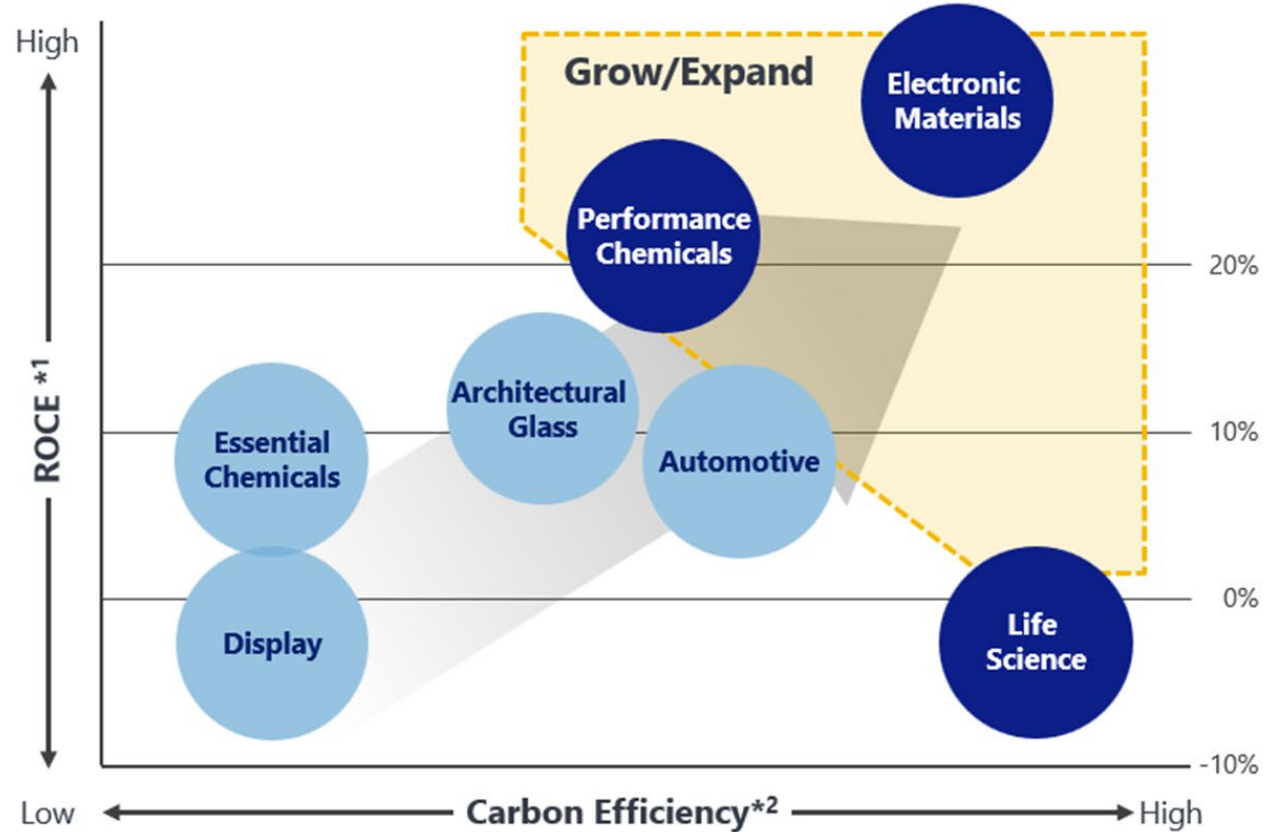 High
Grow/Expand
Electronic
Materials
Performance
Chemicals
20%
Architectural
Glass
10%
Essential
Chemicals
Automotive
ROCE *1
0%
Display
Life
Science
-10%
Low
Carbon Efficiency*2
High